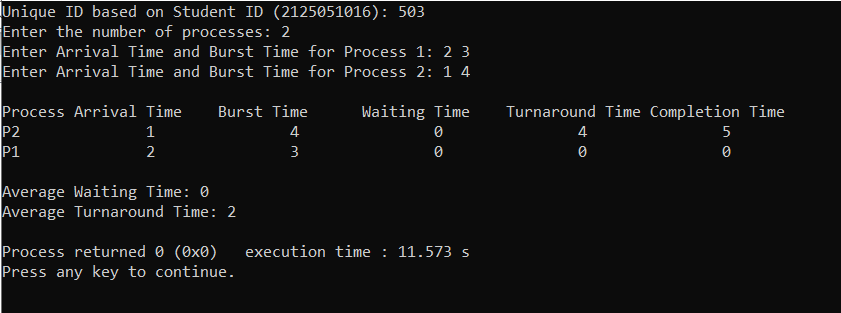 Unique ID based on Student ID (2125051016): 503
Enter the number of processes: 2
Enter Arrival Time and Burst Time for Process 1: 2 3
Enter Arrival Time and Burst Time for Process 2: 1 4
Process Arrival Time    Burst Time      Waiting Time    Turnaround Time Completion Time
P2              1               4               0               4               5
P1              2               3               0               0               0
Average Waiting Time: 0
Average Turnaround Time: 2
Process returned 0 (0x0)   execution time : 11.573 s
Press any key to continue.